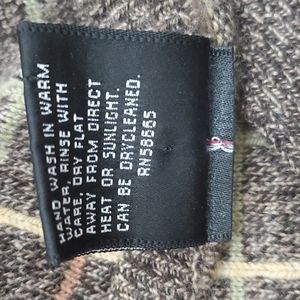 HAND WASH IN WARM
WATER, RINSE WITH
CARE, DRY FLAT
AWAY FROM DIRECT
HEAT OR SUNLIGHT.
CAN BE DRYCLEANED.
RN58665